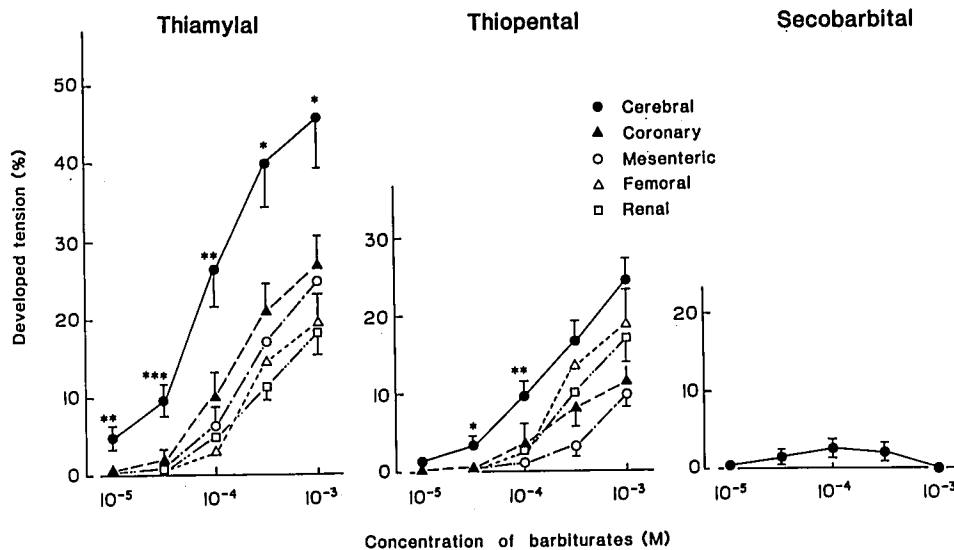 Thiamylal
Thiopental
Secobarbital
Developed tension (%)
50
40
30
20
10
0
** *** ** * *
10⁻⁵ 10⁻⁴ 10⁻³
30
20
10
0
* **
10⁻⁵ 10⁻⁴ 10⁻³
20
10
0
10⁻⁵ 10⁻⁴ 10⁻³
Cerebral
Coronary
Mesenteric
Femoral
Renal
Concentration of barbiturates (M)